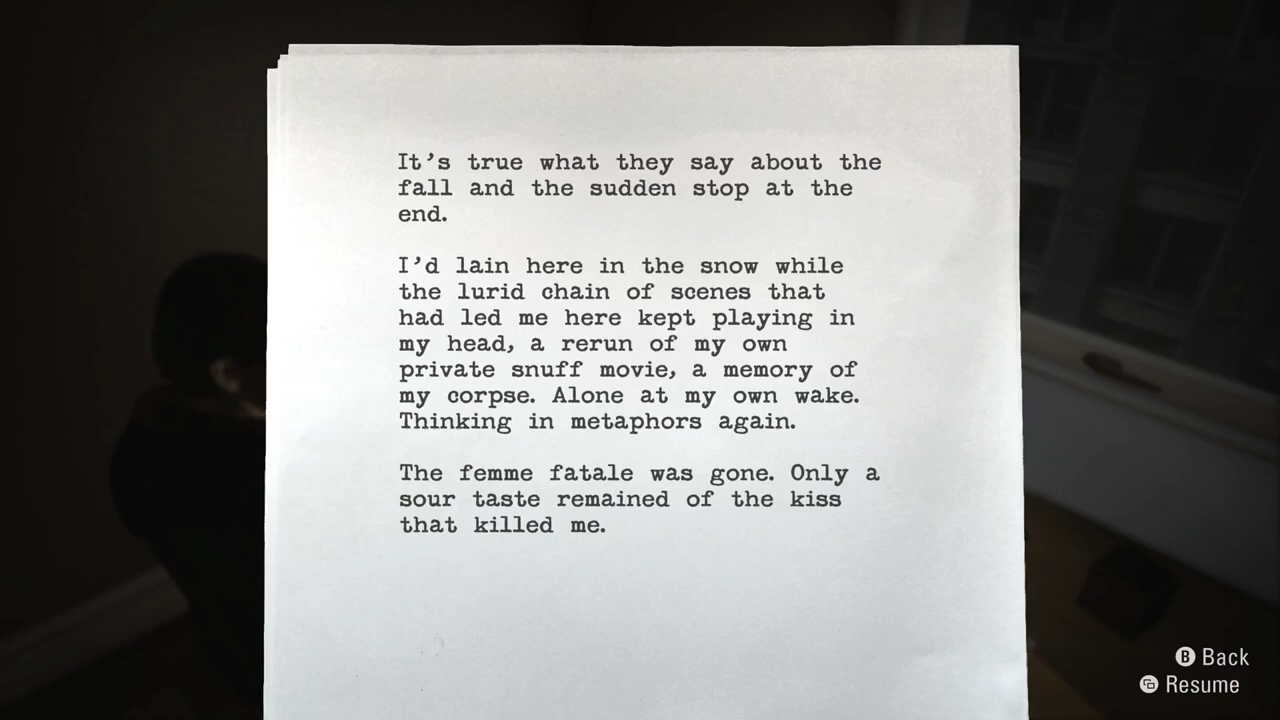 It's true what they say about the
fall and the sudden stop at the
end.
I'd lain here in the snow while
the lurid chain of scenes that
had led me here kept playing in
my head, a rerun of my own
private snuff movie, a memory of
my corpse. Alone at my own wake.
Thinking in metaphors again.
The femme fatale was gone. Only a
sour taste remained of the kiss
that killed me.
B Back
Resume